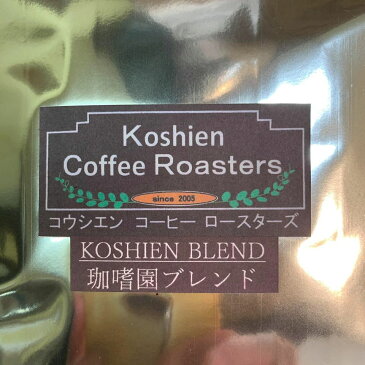 Koshien
Coffee Roasters
since 2005
コウシエン コーヒー ロースターズ
KOSHIEN BLEND
珈嗜園ブレンド